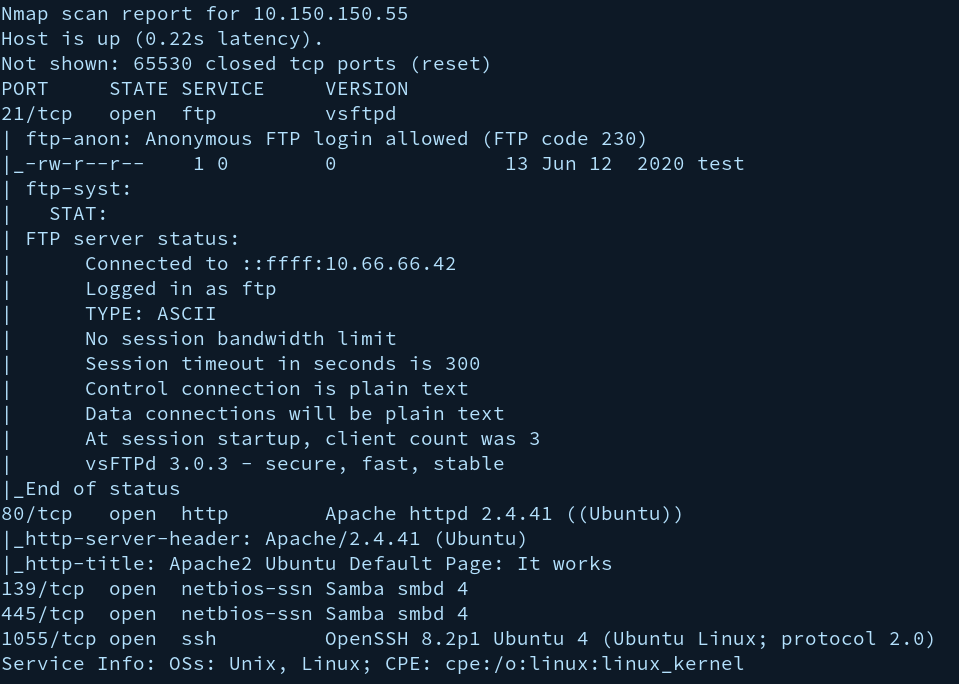 Nmap scan report for 10.150.150.55
Host is up (0.22s latency).
Not shown: 65530 closed tcp ports (reset)
PORT     STATE SERVICE     VERSION
21/tcp   open  ftp         vsftpd
| ftp-anon: Anonymous FTP login allowed (FTP code 230)
|_-rw-r--r--    1 0        0              13 Jun 12  2020 test
| ftp-syst:
|   STAT:
| FTP server status:
|      Connected to ::ffff:10.66.66.42
|      Logged in as ftp
|      TYPE: ASCII
|      No session bandwidth limit
|      Session timeout in seconds is 300
|      Control connection is plain text
|      Data connections will be plain text
|      At session startup, client count was 3
|      vsFTPd 3.0.3 - secure, fast, stable
|_End of status
80/tcp   open  http        Apache httpd 2.4.41 ((Ubuntu))
|_http-server-header: Apache/2.4.41 (Ubuntu)
|_http-title: Apache2 Ubuntu Default Page: It works
139/tcp  open  netbios-ssn Samba smbd 4
445/tcp  open  netbios-ssn Samba smbd 4
1055/tcp open  ssh         OpenSSH 8.2p1 Ubuntu 4 (Ubuntu Linux; protocol 2.0)
Service Info: OSs: Unix, Linux; CPE: cpe:/o:linux:linux_kernel